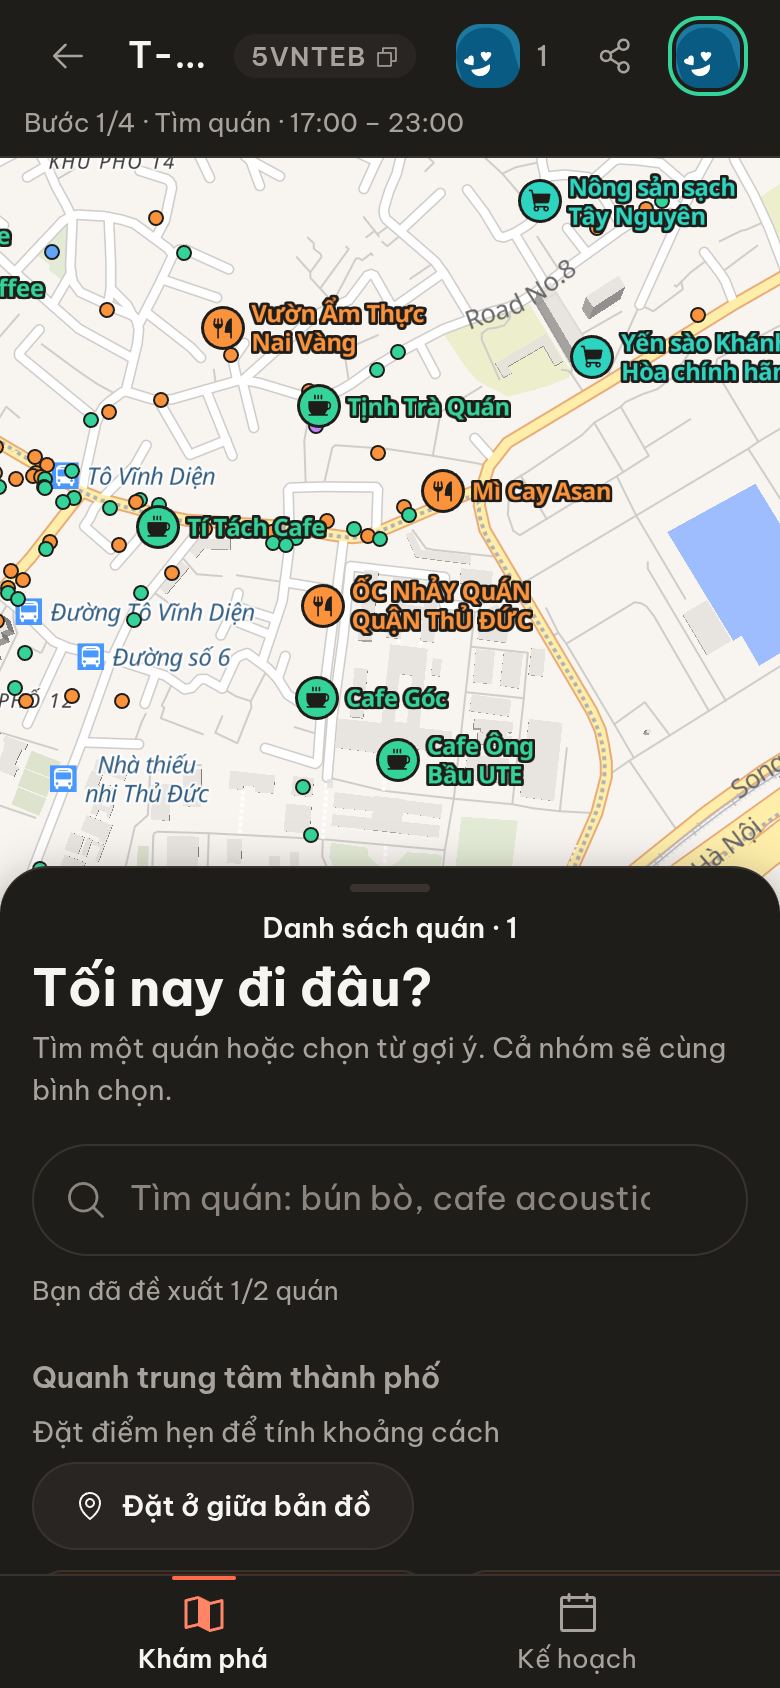 T-...
5VNTEB
1
Bước 1/4 · Tìm quán · 17:00 – 23:00
KHU PHỐ 14
Nông sản sạch
Tây Nguyên
ffee
Road No.8
Vườn Ẩm Thực
Nai Vàng
Yến sào Khánh
Hòa chính hãn
Tịnh Trà Quán
Tô Vĩnh Diện
Mì Cay Asan
Tí Tách Cafe
ỐC NhẢY QuÁN
QuẬN ThỦ ĐỨC
Đường Tô Vĩnh Diện
Đường số 6
PHỐ 12
Cafe Góc
Cafe Ông
Bầu UTE
Nhà thiếu
nhi Thủ Đức
Song
Hà Nội
Danh sách quán · 1
Tối nay đi đâu?
Tìm một quán hoặc chọn từ gợi ý. Cả nhóm sẽ cùng
bình chọn.
Tìm quán: bún bò, cafe acoustic
Bạn đã đề xuất 1/2 quán
Quanh trung tâm thành phố
Đặt điểm hẹn để tính khoảng cách
Đặt ở giữa bản đồ
Khám phá
Kế hoạch